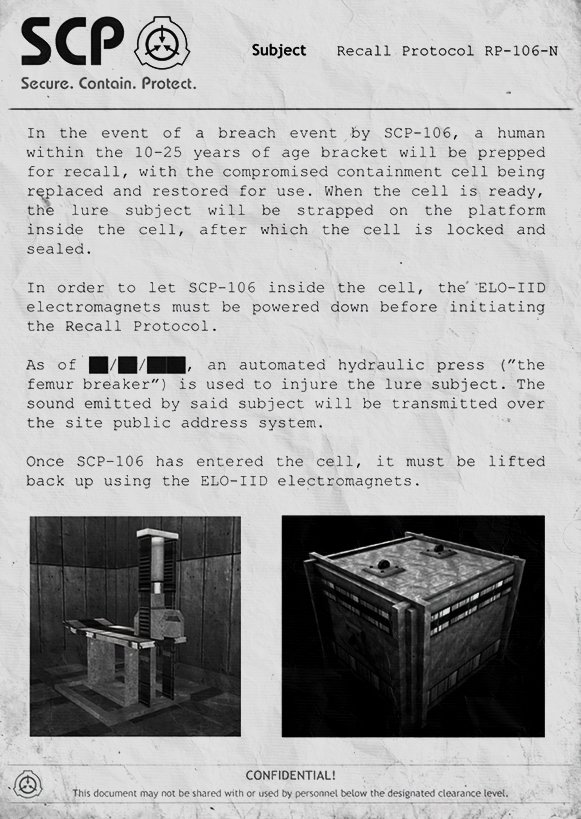 SCP
Secure. Contain. Protect.
Subject Recall Protocol RP-106-N
In the event of a breach event by SCP-106, a human
within the 10-25 years of age bracket will be prepped
for recall, with the compromised containment cell being
replaced and restored for use. When the cell is ready,
the lure subject will be strapped on the platform
inside the cell, after which the cell is locked and
sealed.
In order to let SCP-106 inside the cell, the ELO-IID
electromagnets must be powered down before initiating
the Recall Protocol.
As of ██/██/███, an automated hydraulic press ("the
femur breaker") is used to injure the lure subject. The
sound emitted by said subject will be transmitted over
the site public address system.
Once SCP-106 has entered the cell, it must be lifted
back up using the ELO-IID electromagnets.
CONFIDENTIAL!
This document may not be shared with or used by personnel below the designated clearance level.